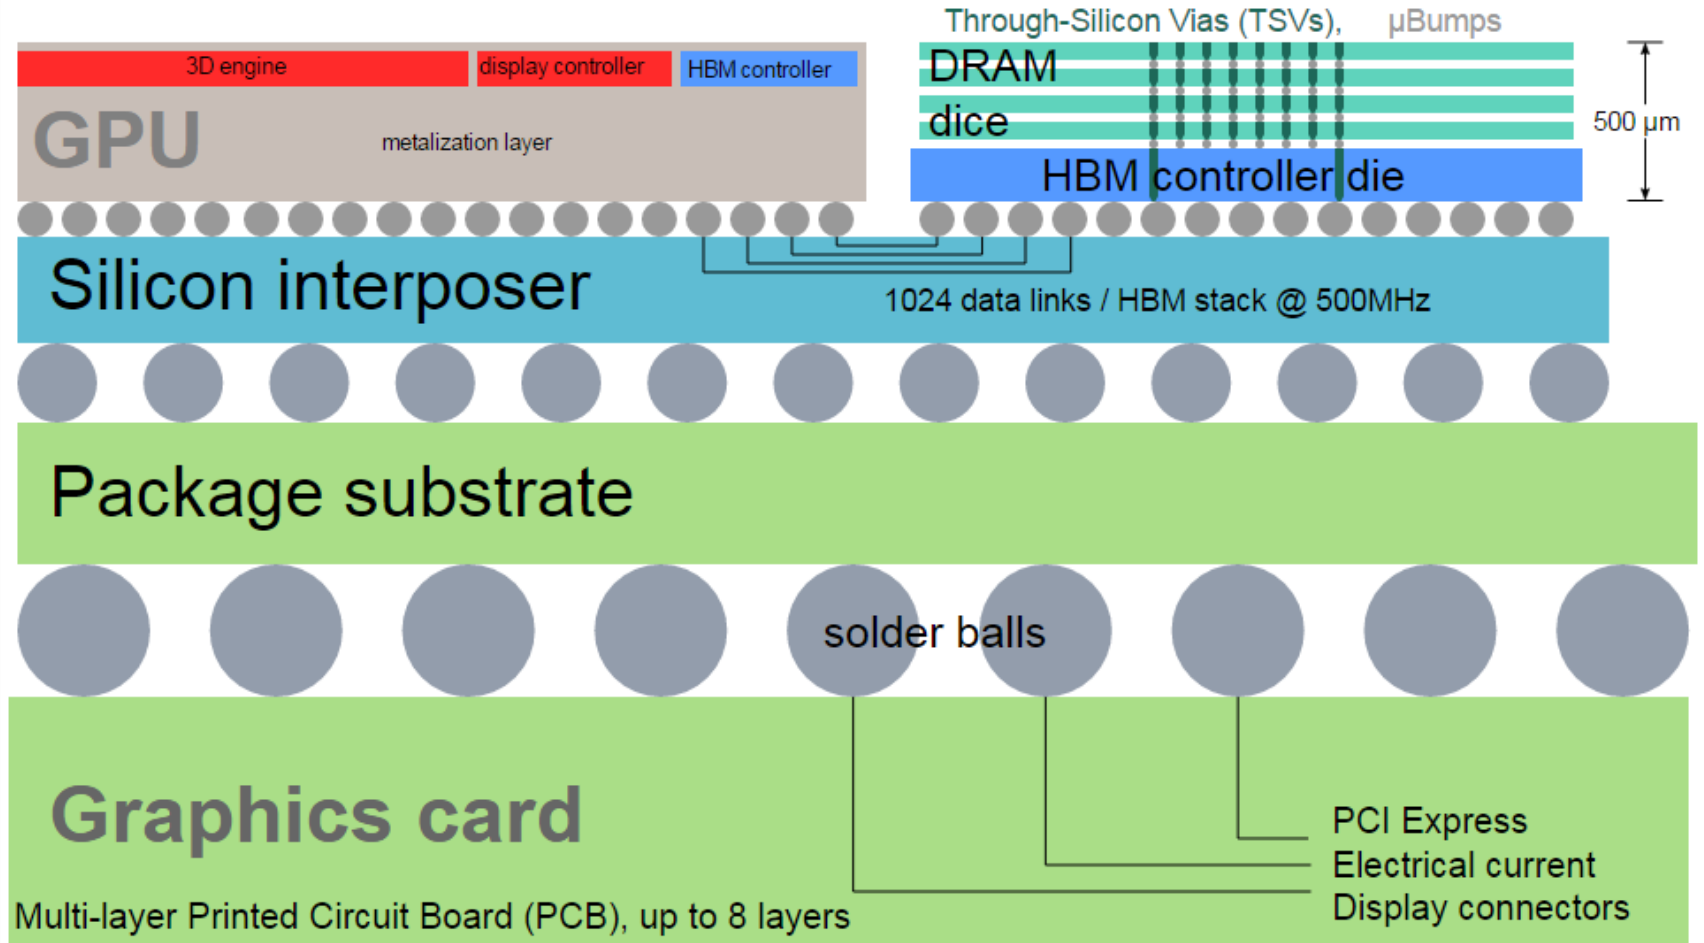 Through-Silicon Vias (TSVs), µBumps
3D engine
display controller
HBM controller
GPU
metalization layer
DRAM
dice
HBM controller die
500 µm
Silicon interposer
1024 data links / HBM stack @ 500MHz
Package substrate
solder balls
Graphics card
PCI Express
Electrical current
Display connectors
Multi-layer Printed Circuit Board (PCB), up to 8 layers